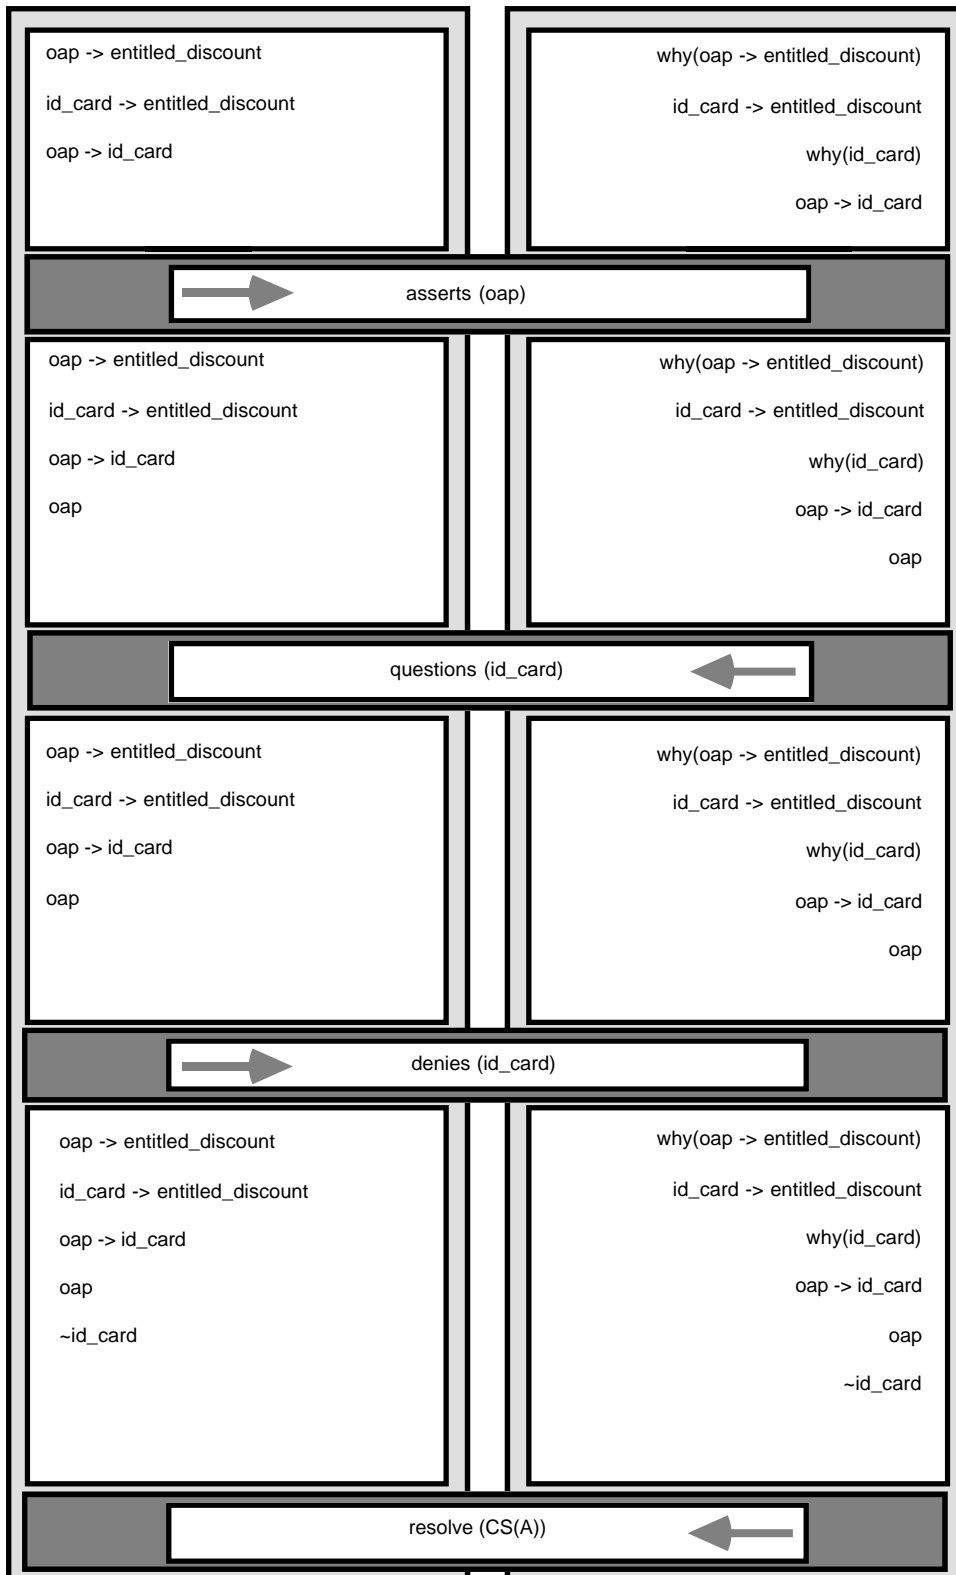 oap -> entitled_discount
id_card -> entitled_discount
oap -> id_card
why(oap -> entitled_discount)
id_card -> entitled_discount
why(id_card)
oap -> id_card
asserts (oap)
oap -> entitled_discount
id_card -> entitled_discount
oap -> id_card
oap
why(oap -> entitled_discount)
id_card -> entitled_discount
why(id_card)
oap -> id_card
oap
questions (id_card)
oap -> entitled_discount
id_card -> entitled_discount
oap -> id_card
oap
why(oap -> entitled_discount)
id_card -> entitled_discount
why(id_card)
oap -> id_card
oap
denies (id_card)
oap -> entitled_discount
id_card -> entitled_discount
oap -> id_card
oap
~id_card
why(oap -> entitled_discount)
id_card -> entitled_discount
why(id_card)
oap -> id_card
oap
~id_card
resolve (CS(A))